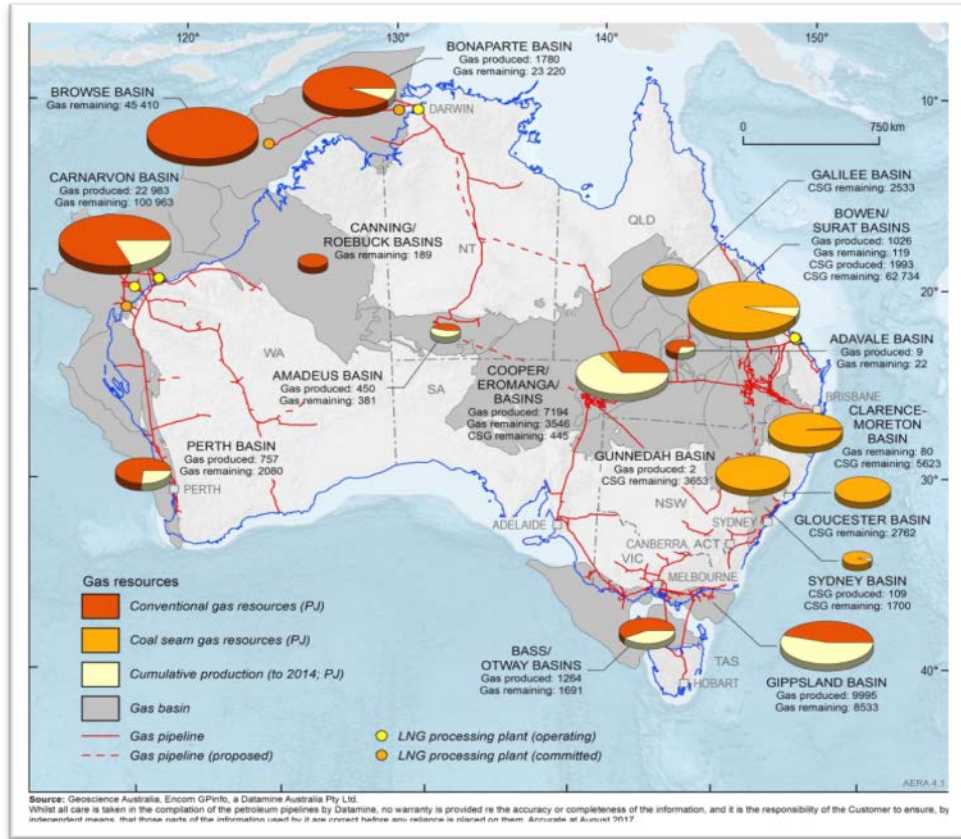 120°
130°
140°
150°
BONAPARTE BASIN
Gas produced: 1780
Gas remaining: 23 220
BROWSE BASIN
Gas remaining: 45 410
DARWIN
10°
0
750 km
CARNARVON BASIN
Gas produced: 22 983
Gas remaining: 100 963
GALILEE BASIN
CSG remaining: 2533
CANNING/
ROEBUCK BASINS
Gas remaining: 189
QLD
NT
BOWEN/
SURAT BASINS
Gas produced: 1026
Gas remaining: 119
CSG produced: 1993
CSG remaining: 62 734
20°
WA
ADAVALE BASIN
Gas produced: 9
Gas remaining: 22
AMADEUS BASIN
Gas produced: 450
Gas remaining: 381
SA
COOPER/
EROMANGA/
BASINS
Gas produced: 7194
Gas remaining: 3546
CSG remaining: 445
BRISBANE
CLARENCE-
MORETON
BASIN
Gas remaining: 80
CSG remaining: 5623
PERTH BASIN
Gas produced: 757
Gas remaining: 2080
PERTH
GUNNEDAH BASIN
Gas produced: 2
CSG remaining: 3653
30°
NSW
ADELAIDE
SYDNEY
GLOUCESTER BASIN
CSG remaining: 2762
CANBERRA, ACT
VIC
MELBOURNE
SYDNEY BASIN
CSG produced: 109
CSG remaining: 1700
Gas resources
Conventional gas resources (PJ)
Coal seam gas resources (PJ)
Cumulative production (to 2014; PJ)
Gas basin
Gas pipeline
Gas pipeline (proposed)
LNG processing plant (operating)
LNG processing plant (committed)
BASS/
OTWAY BASINS
Gas produced: 1264
Gas remaining: 1691
TAS
HOBART
GIPPSLAND BASIN
Gas produced: 9995
Gas remaining: 8533
40°
AERA 4.1
Source: Geoscience Australia, Encom GPinfo, a Datamine Australia Pty Ltd.
Whilst all care is taken in the compilation of the petroleum pipelines by Datamine, no warranty is provided re the accuracy or completeness of the information, and it is the responsibility of the Customer to ensure, by
independent means, that those parts of the information used by it are correct before any reliance is placed on them. Accurate at August 2017